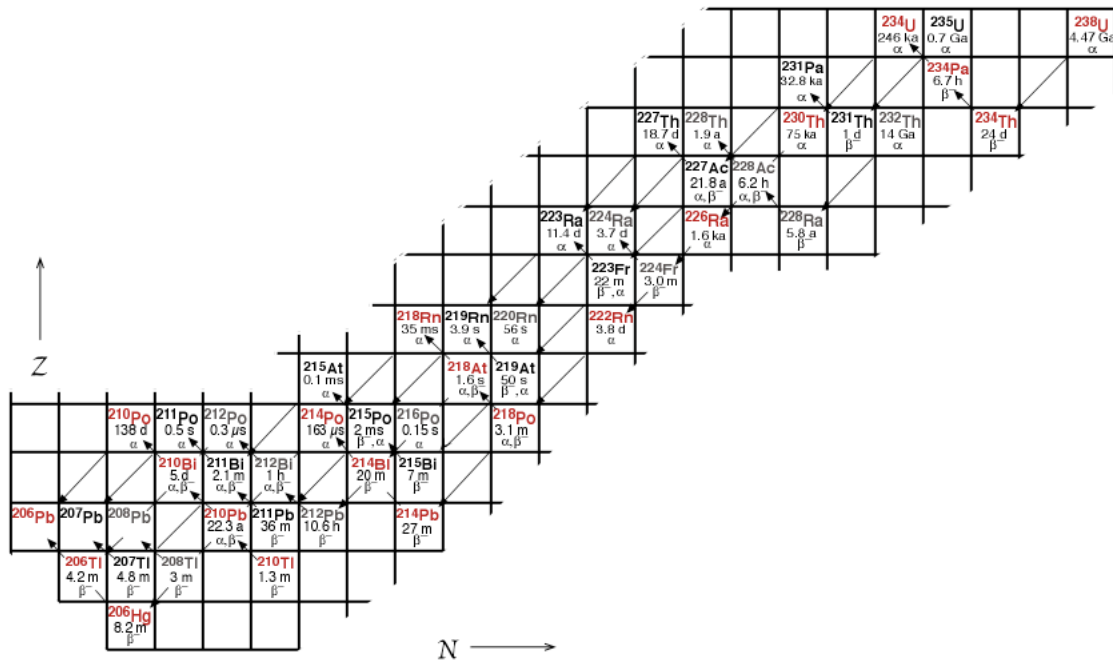 234U 235U 238U
246 ka 0.7 Ga 4.47 Ga
α α α
231Pa 234Pa
32.8 ka 6.7 h
α β⁻
227Th 228Th 230Th 231Th 232Th 234Th
18.7 d 1.9 a 75 ka 1 d 14 Ga 24 d
α α α β⁻ α β⁻
227Ac 228Ac
21.8 a 6.2 h
α,β⁻ α,β⁻
223Ra 224Ra 226Ra 228Ra
11.4 d 3.7 d 1.6 ka 5.8 a
α α α β⁻
223Fr 224Fr
22 m 3.0 m
β⁻,α β⁻
218Rn 219Rn 220Rn 222Rn
35 ms 3.9 s 56 s 3.8 d
α α α α
Z
215At 218At 219At
0.1 ms 1.6 s 50 s
α α,β⁻ β⁻,α
210Po 211Po 212Po 214Po 215Po 216Po 218Po
138 d 0.5 s 0.3 µs 163 µs 2 ms 0.15 s 3.1 m
α α α α β⁻,α α α,β⁻
210Bi 211Bi 212Bi 214Bi 215Bi
5 d 2.1 m 1 h 20 m 7 m
α,β⁻ α,β⁻ α,β⁻ β⁻ β⁻
206Pb 207Pb 208Pb 210Pb 211Pb 212Pb 214Pb
22.3 a 36 m 10.6 h 27 m
α,β⁻ β⁻ β⁻ β⁻
206Tl 207Tl 208Tl 210Tl
4.2 m 4.8 m 3 m 1.3 m
β⁻ β⁻ β⁻ β⁻
206Hg
8.2 m
β⁻
N